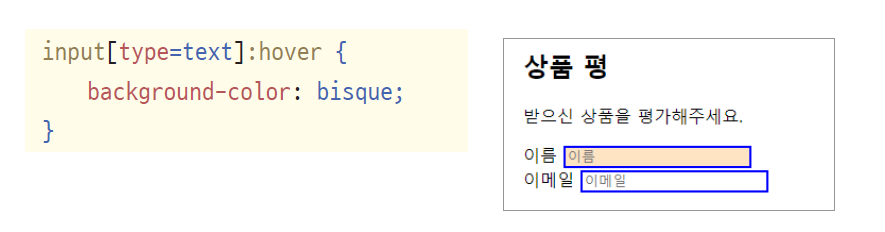 input[type=text]:hover {
background-color: bisque;
}
상품 평
받으신 상품을 평가해주세요.
이름 이름
이메일 이메일